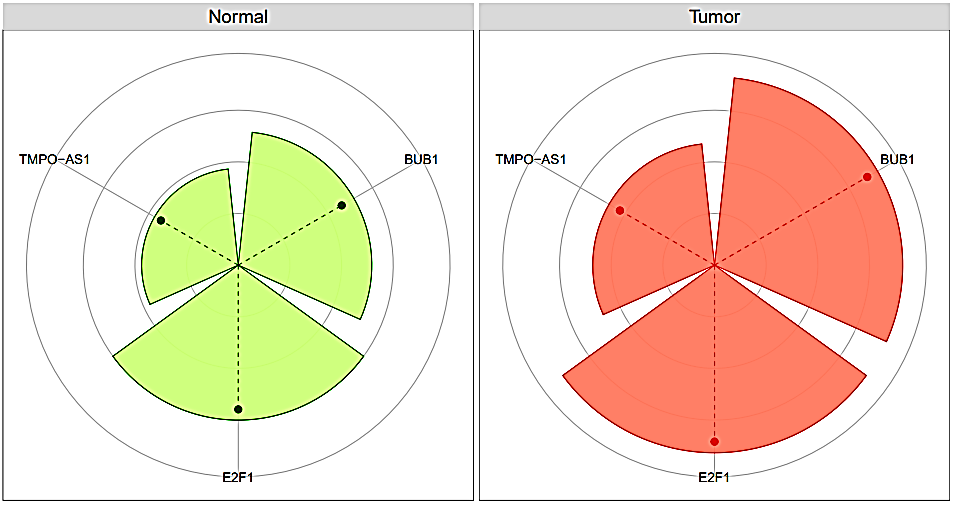 Normal
Tumor
TMPO−AS1
BUB1
E2F1
TMPO−AS1
BUB1
E2F1